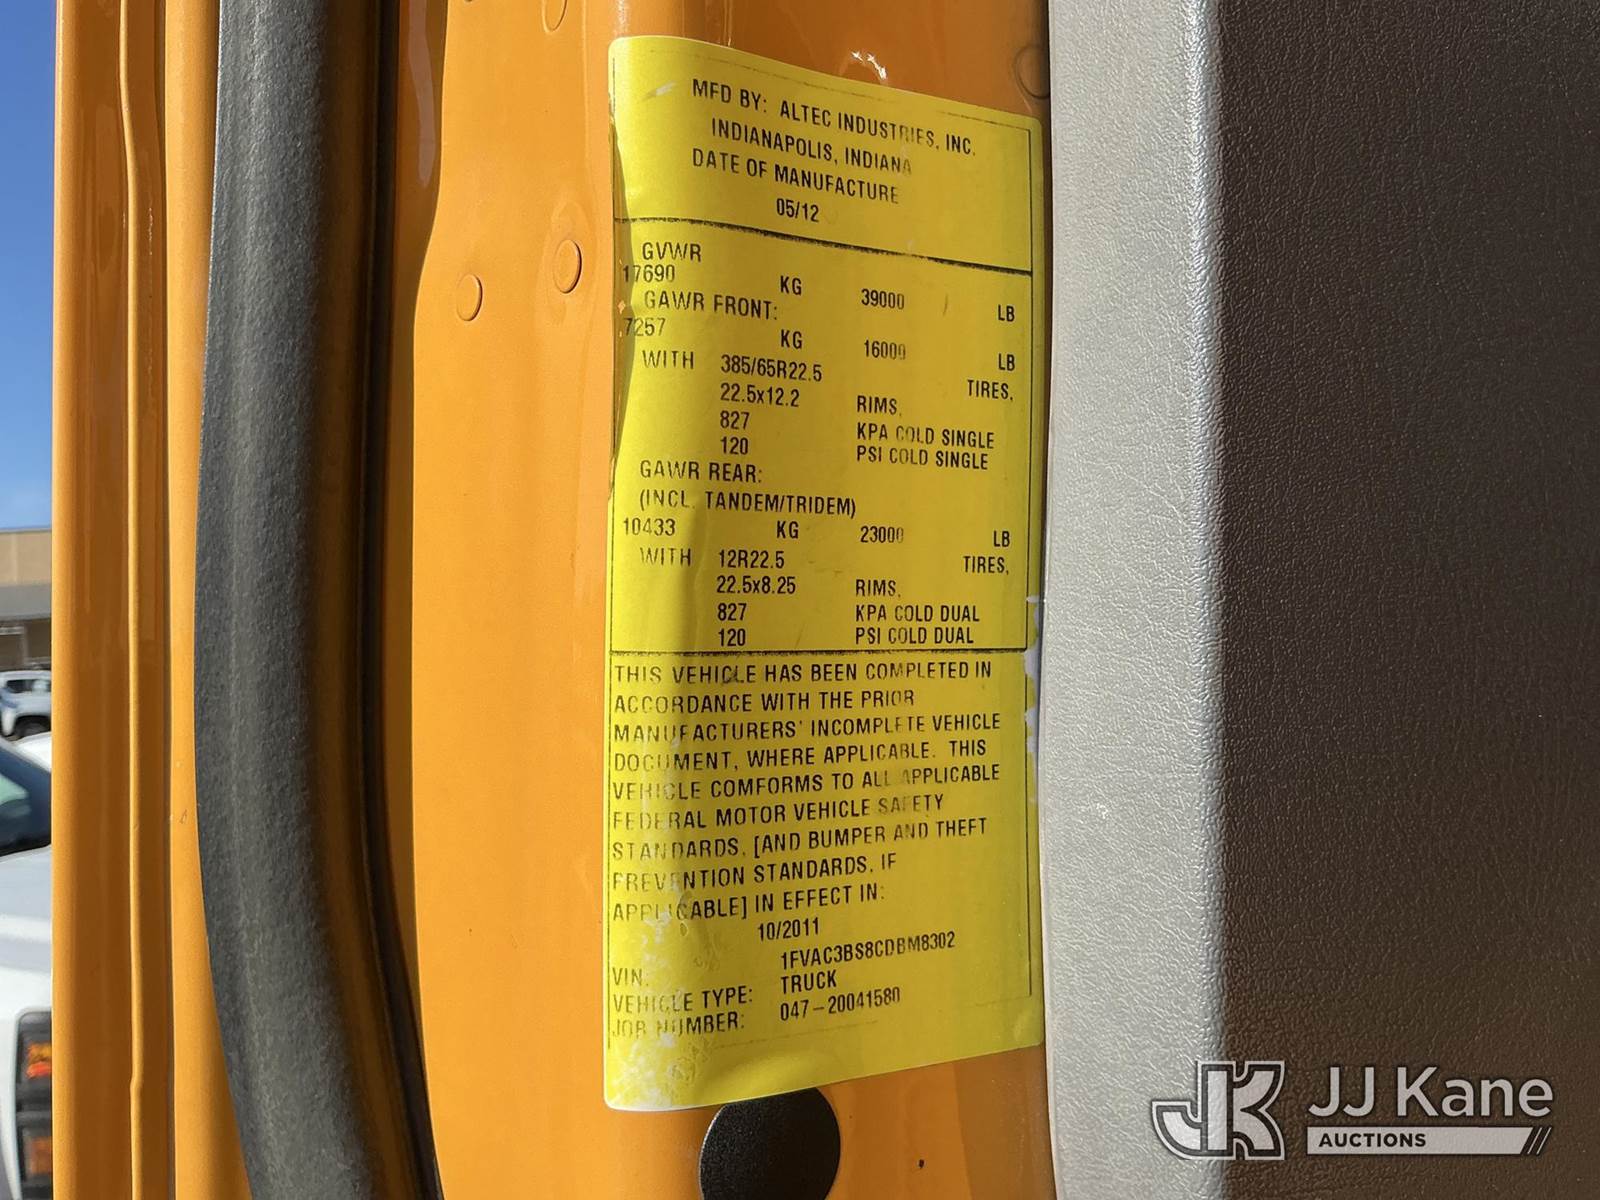 MFD BY: ALTEC INDUSTRIES, INC.
INDIANAPOLIS, INDIANA
DATE OF MANUFACTURE
05/12
GVWR
17690 KG 39000 LB
GAWR FRONT:
7257 KG 16000 LB
WITH 385/65R22.5 TIRES,
22.5x12.2 RIMS,
827 KPA COLD SINGLE
120 PSI COLD SINGLE
GAWR REAR:
(INCL. TANDEM/TRIDEM)
10433 KG 23000 LB
WITH 12R22.5 TIRES,
22.5x8.25 RIMS,
827 KPA COLD DUAL
120 PSI COLD DUAL
THIS VEHICLE HAS BEEN COMPLETED IN
ACCORDANCE WITH THE PRIOR
MANUFACTURERS' INCOMPLETE VEHICLE
DOCUMENT, WHERE APPLICABLE. THIS
VEHICLE COMFORMS TO ALL APPLICABLE
FEDERAL MOTOR VEHICLE SAFETY
STANDARDS, [AND BUMPER AND THEFT
PREVENTION STANDARDS, IF
APPLICABLE] IN EFFECT IN:
10/2011
VIN: 1FVAC3BS8CDBM8302
VEHICLE TYPE: TRUCK
JOB NUMBER: 047-20041580
JK JJ Kane
AUCTIONS